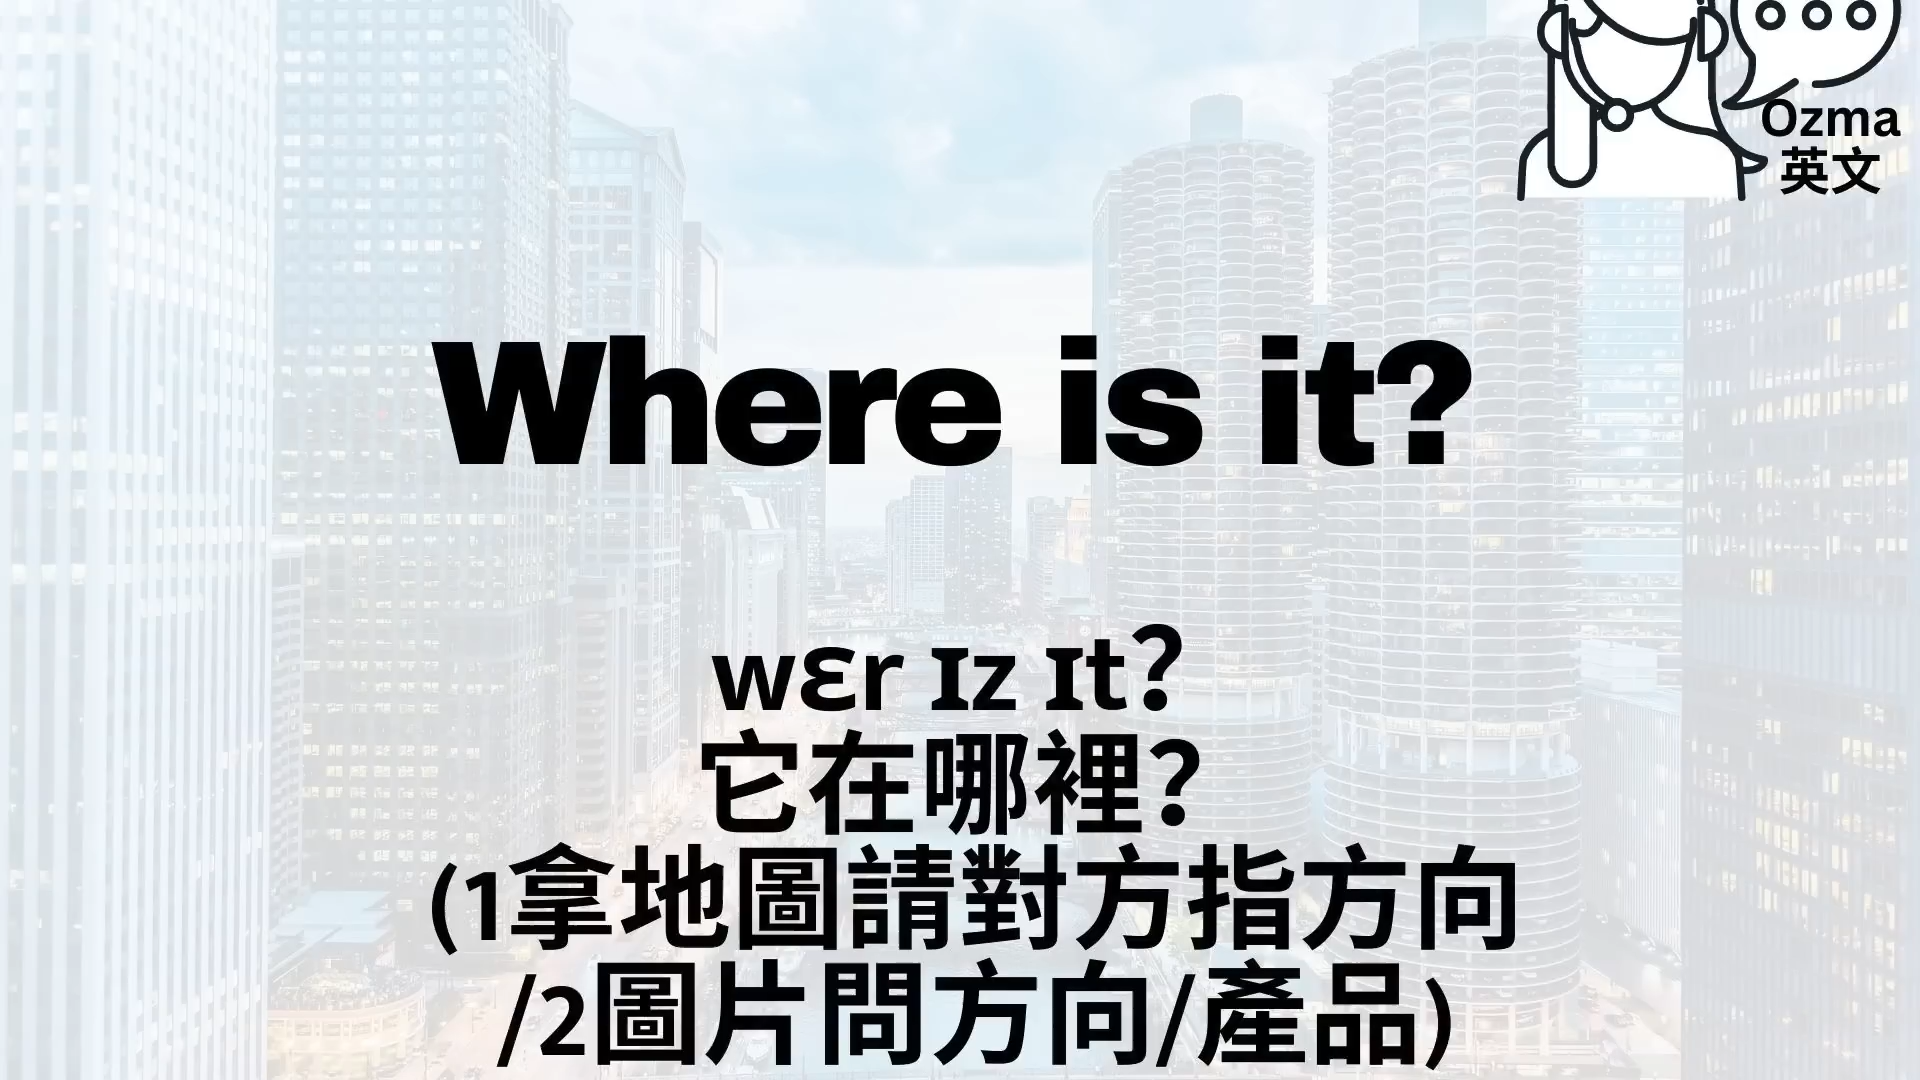 Ozma
英文
Where is it?
wɛr ɪz ɪt?
它在哪裡?
(1拿地圖請對方指方向
/2圖片問方向/產品)